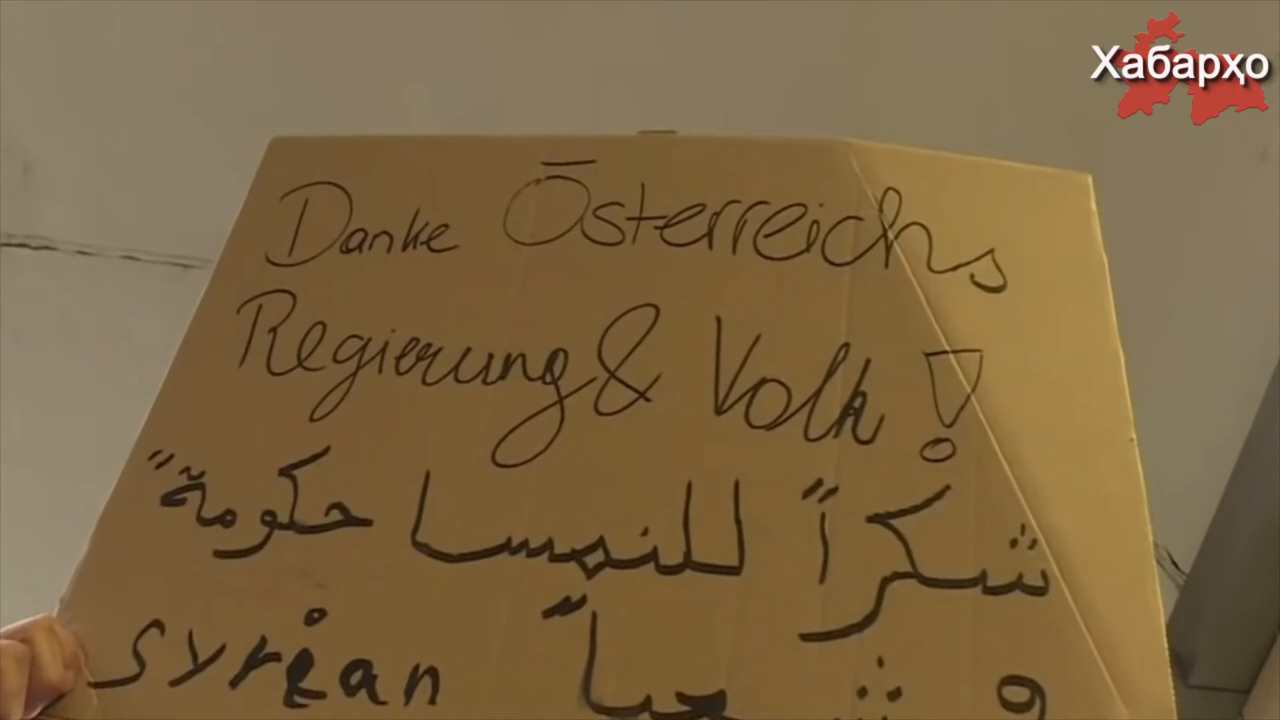 Хабарҳо
Danke Österreichs
Regierung & Volk!
شكراً للنمسا حكومةً
وشعباً
syrian